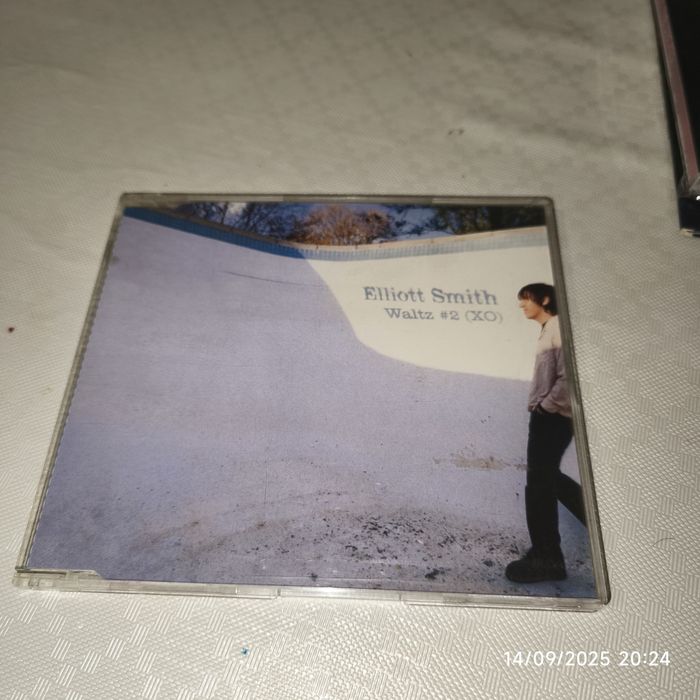 Elliott Smith
Waltz #2 (XO)
14/09/2025 20:24